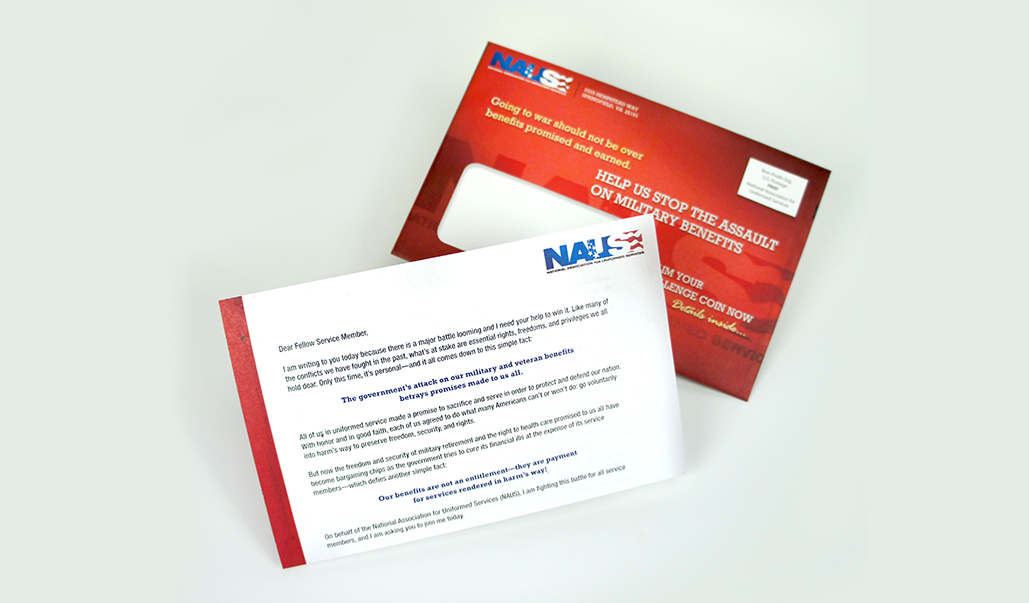 NAUS
NATIONAL ASSOCIATION FOR UNIFORMED SERVICES
5535 HEMPSTEAD WAY
SPRINGFIELD, VA 22151
Going to war should not be over
benefits promised and earned.
Non-Profit Org
U.S. Postage
PAID
National Association for
Uniformed Services
HELP US STOP THE ASSAULT
ON MILITARY BENEFITS
IM YOUR
LENGE COIN NOW
Details inside...
NAUS
NATIONAL ASSOCIATION FOR UNIFORMED SERVICES
Dear Fellow Service Member,
I am writing to you today because there is a major battle looming and I need your help to win it. Like many of
the conflicts we have fought in the past, what's at stake are essential rights, freedoms, and privileges we all
hold dear. Only this time, it's personal—and it all comes down to this simple fact:
The government's attack on our military and veteran benefits
betrays promises made to us all.
All of us in uniformed service made a promise to sacrifice and serve in order to protect and defend our nation.
With honor and in good faith, each of us agreed to do what many Americans can't or won't do: go voluntarily
into harm's way to preserve freedom, security, and rights.
But now the freedom and security of military retirement and the right to health care promised to us all have
become bargaining chips as the government tries to cure its financial ills at the expense of its service
members—which defies another simple fact:
Our benefits are not an entitlement—they are payment
for services rendered in harm's way!
On behalf of the National Association for Uniformed Services (NAUS), I am fighting this battle for all service
members, and I am asking you to join me today.